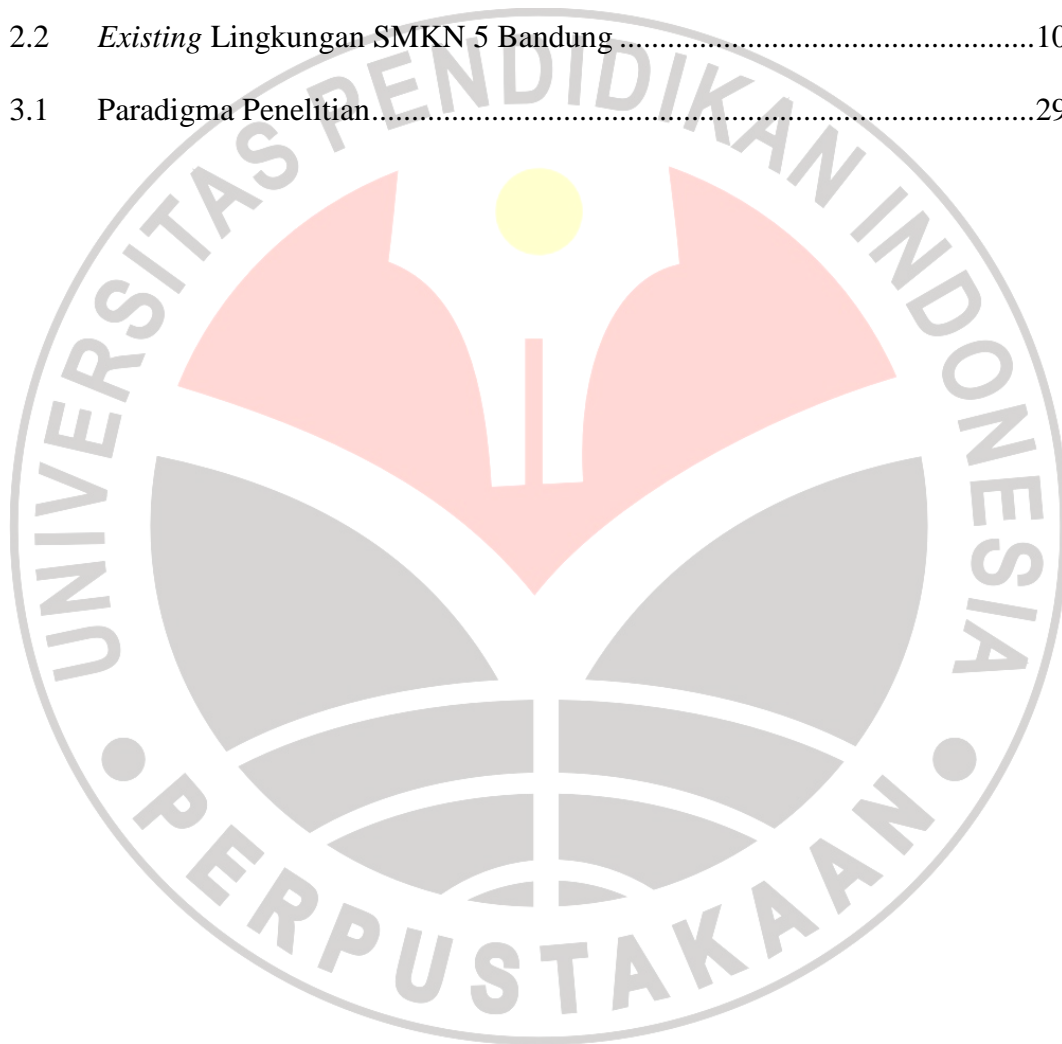 2.2 Existing Lingkungan SMKN 5 Bandung ....................................................10
3.1 Paradigma Penelitian...................................................................................29
UNIVERSITAS PENDIDIKAN INDONESIA
PERPUSTAKAAN